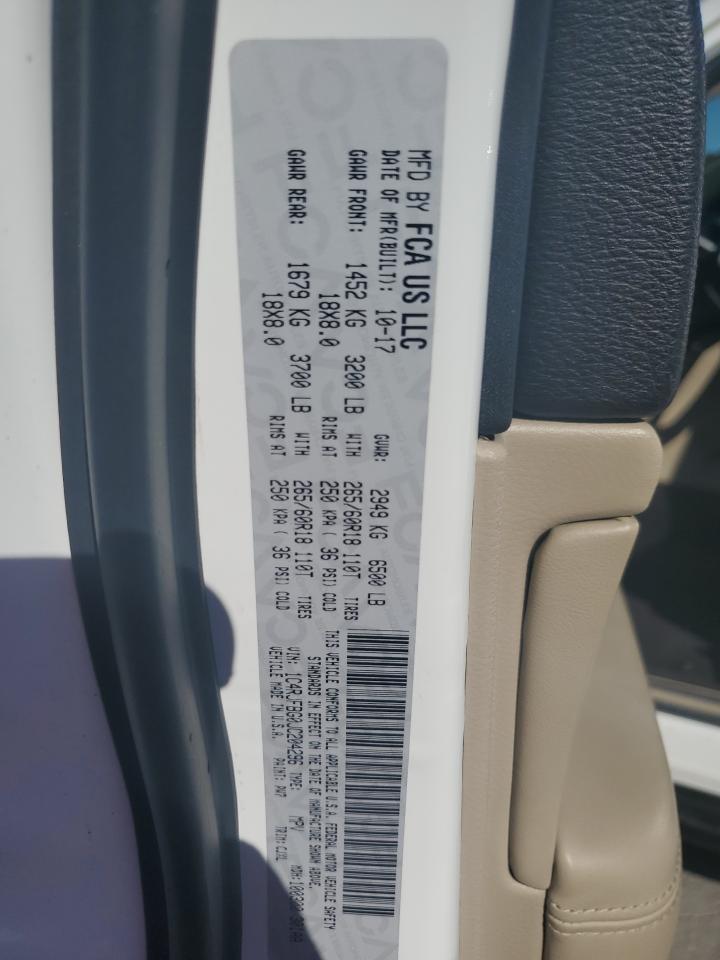 MFD BY FCA US LLC
DATE OF MFR(BUILT): 10-17 GVWR: 2949 KG 6500 LB
GAWR FRONT: 1452 KG 3200 LB WITH 265/60R18 110T TIRES
18X8.0 RIMS AT 250 KPA ( 36 PSI) COLD
GAWR REAR: 1679 KG 3700 LB WITH 265/60R18 110T TIRES
18X8.0 RIMS AT 250 KPA ( 36 PSI) COLD
THIS VEHICLE CONFORMS TO ALL APPLICABLE U.S.A. FEDERAL MOTOR VEHICLE SAFETY
STANDARDS IN EFFECT ON THE DATE OF MANUFACTURE SHOWN ABOVE.
VIN: 1C4RJFBG0JC204296 TYPE: MPV MDH:
VEHICLE MADE IN U.S.A. PAINT: PW7 TRIM: